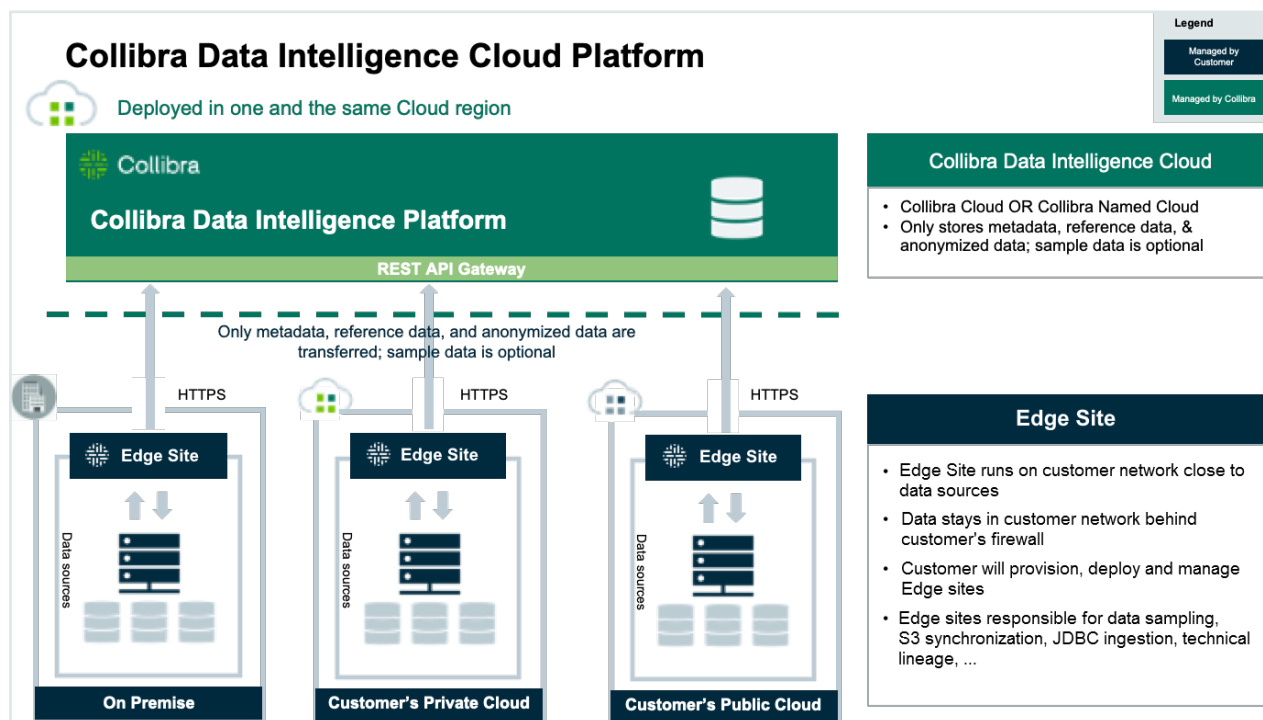 Legend
Managed by
Customer
Managed by Collibra
Collibra Data Intelligence Cloud Platform
Deployed in one and the same Cloud region
Collibra
Collibra Data Intelligence Platform
REST API Gateway
Collibra Data Intelligence Cloud
• Collibra Cloud OR Collibra Named Cloud
• Only stores metadata, reference data, &
anonymized data; sample data is optional
Only metadata, reference data, and anonymized data are
transferred; sample data is optional
HTTPS
HTTPS
HTTPS
Edge Site
Data sources
On Premise
Edge Site
Data sources
Customer's Private Cloud
Edge Site
Data sources
Customer's Public Cloud
Edge Site
• Edge Site runs on customer network close to
data sources
• Data stays in customer network behind
customer's firewall
• Customer will provision, deploy and manage
Edge sites
• Edge sites responsible for data sampling,
S3 synchronization, JDBC ingestion, technical
lineage, ...